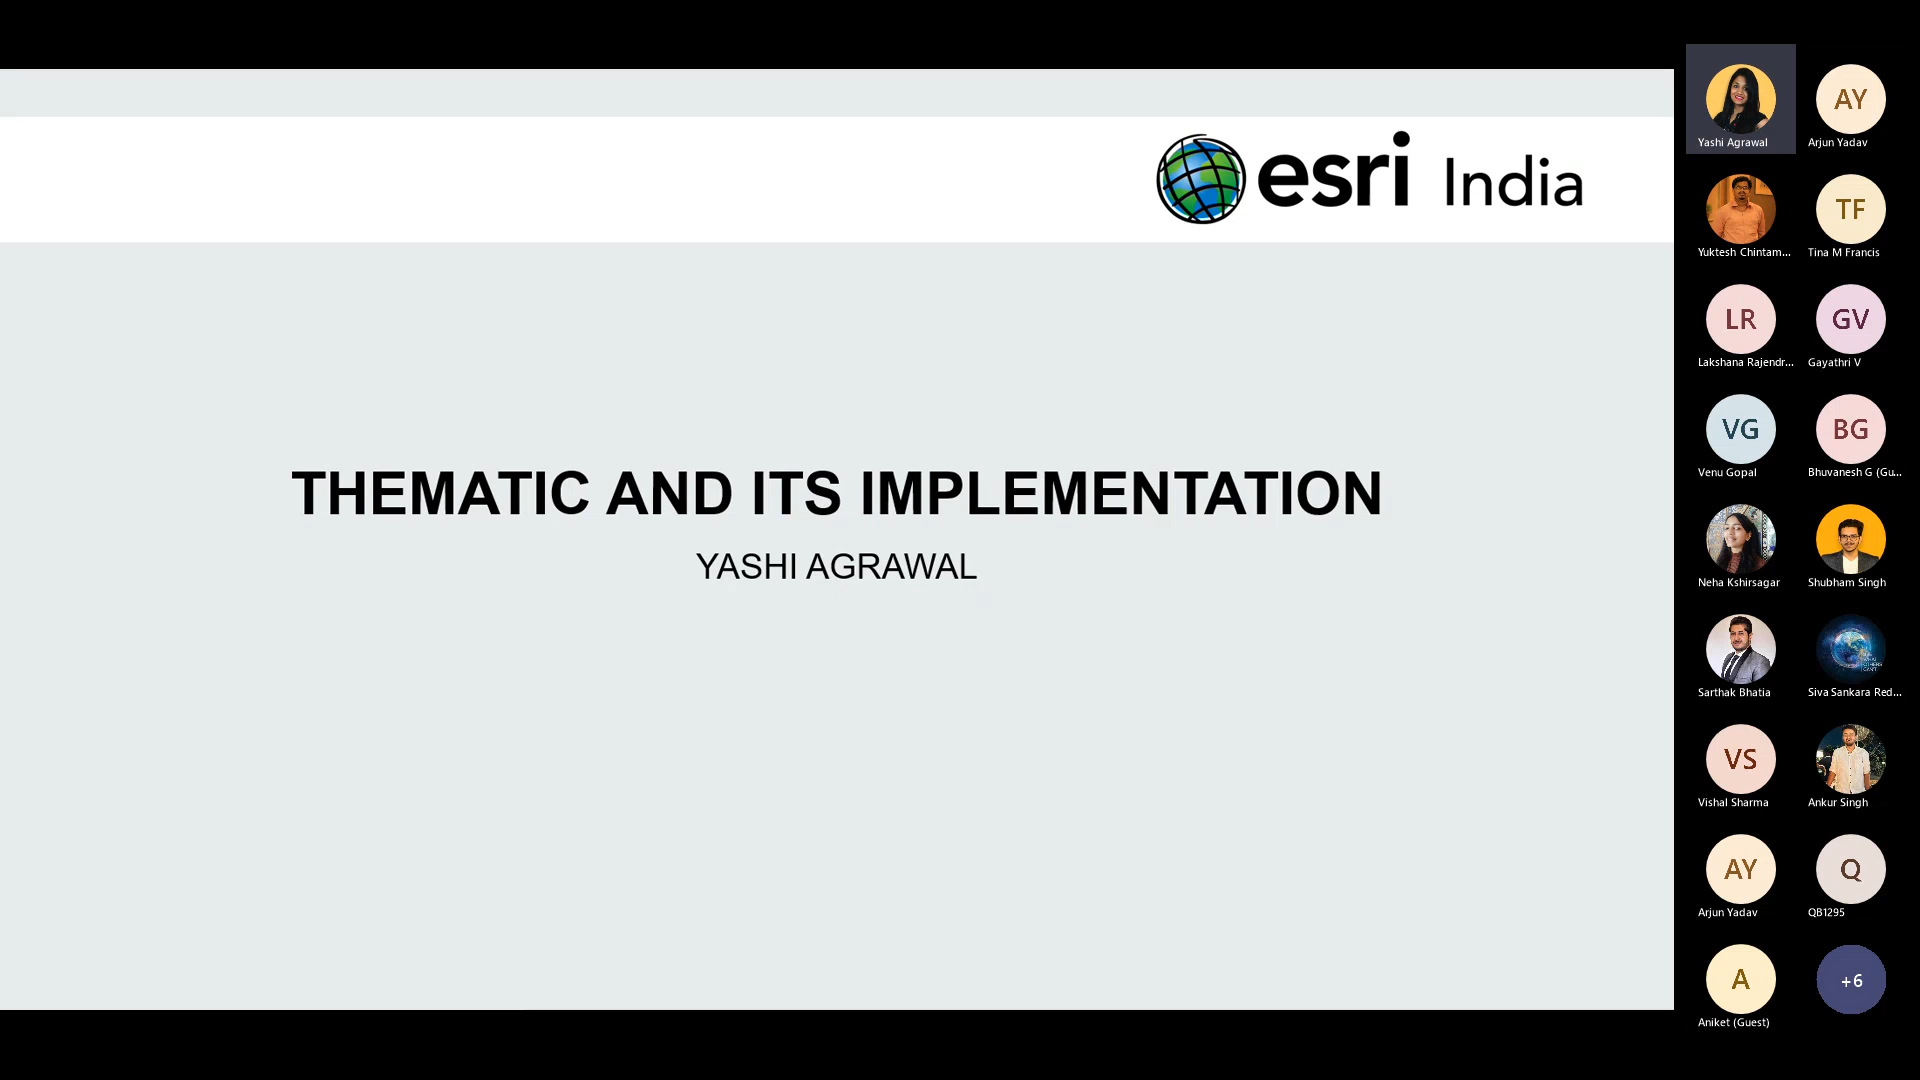 esri India
THEMATIC AND ITS IMPLEMENTATION
YASHI AGRAWAL
Yashi Agrawal
AY
Arjun Yadav
Yuktesh Chintam...
TF
Tina M Francis
LR
Lakshana Rajendr...
GV
Gayathri V
VG
Venu Gopal
BG
Bhuvanesh G (Gu...
Neha Kshirsagar
Shubham Singh
Sarthak Bhatia
Siva Sankara Red...
VS
Vishal Sharma
Ankur Singh
AY
Arjun Yadav
Q
QB1295
A
Aniket (Guest)
+6